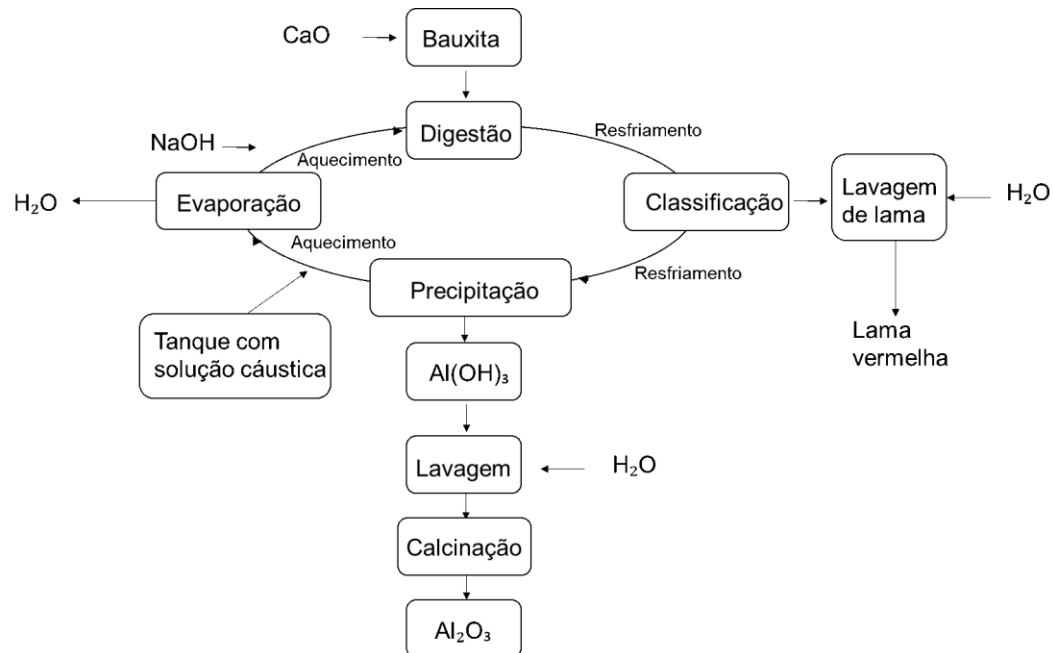 CaO
Bauxita
NaOH
Aquecimento
Digestão
Resfriamento
H₂O
Evaporação
Classificação
Lavagem
de lama
H₂O
Aquecimento
Resfriamento
Precipitação
Tanque com
solução cáustica
Lama
vermelha
Al(OH)₃
Lavagem
H₂O
Calcinação
Al₂O₃